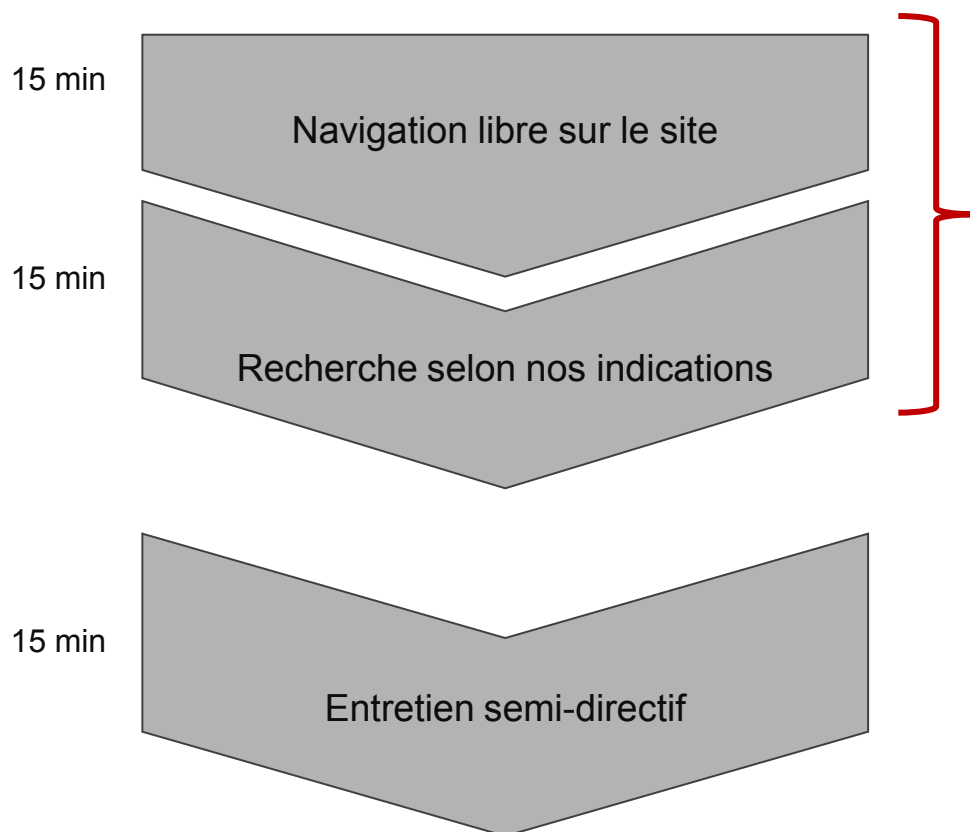 15 min
Navigation libre sur le site
15 min
Recherche selon nos indications
15 min
Entretien semi-directif